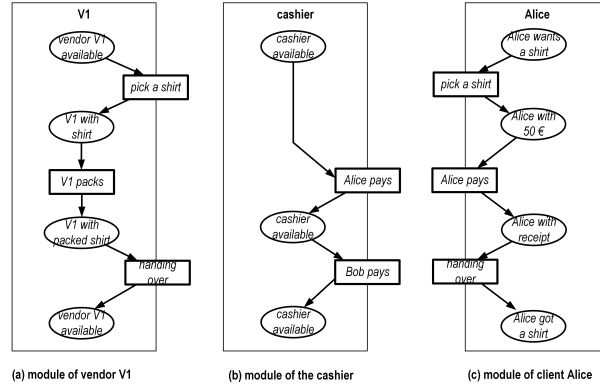 V1
vendor V1
available
pick a shirt
V1 with
shirt
V1 packs
V1 with
packed shirt
handing
over
vendor V1
available
(a) module of vendor V1
cashier
cashier
available
Alice pays
cashier
available
Bob pays
cashier
available
(b) module of the cashier
Alice
Alice wants
a shirt
pick a shirt
Alice with
50 €
Alice pays
Alice with
receipt
handing
over
Alice got
a shirt
(c) module of client Alice